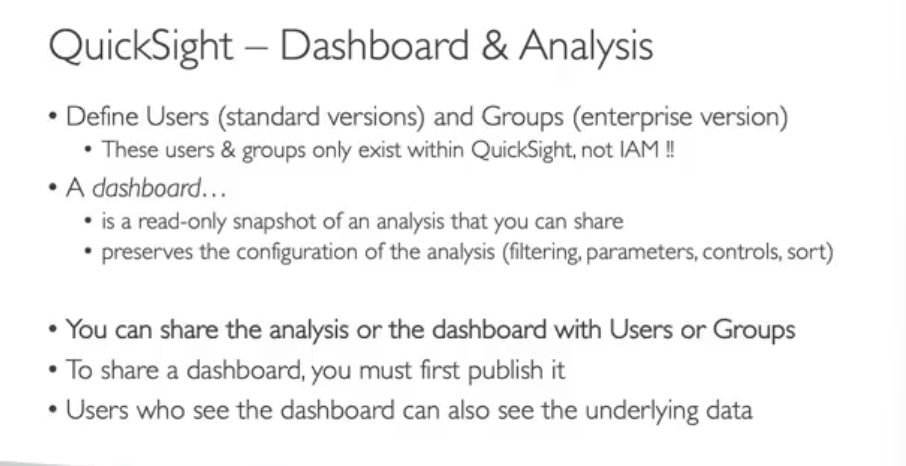 QuickSight – Dashboard & Analysis
• Define Users (standard versions) and Groups (enterprise version)
• These users & groups only exist within QuickSight, not IAM !!
• A dashboard…
• is a read-only snapshot of an analysis that you can share
• preserves the configuration of the analysis (filtering, parameters, controls, sort)
• You can share the analysis or the dashboard with Users or Groups
• To share a dashboard, you must first publish it
• Users who see the dashboard can also see the underlying data